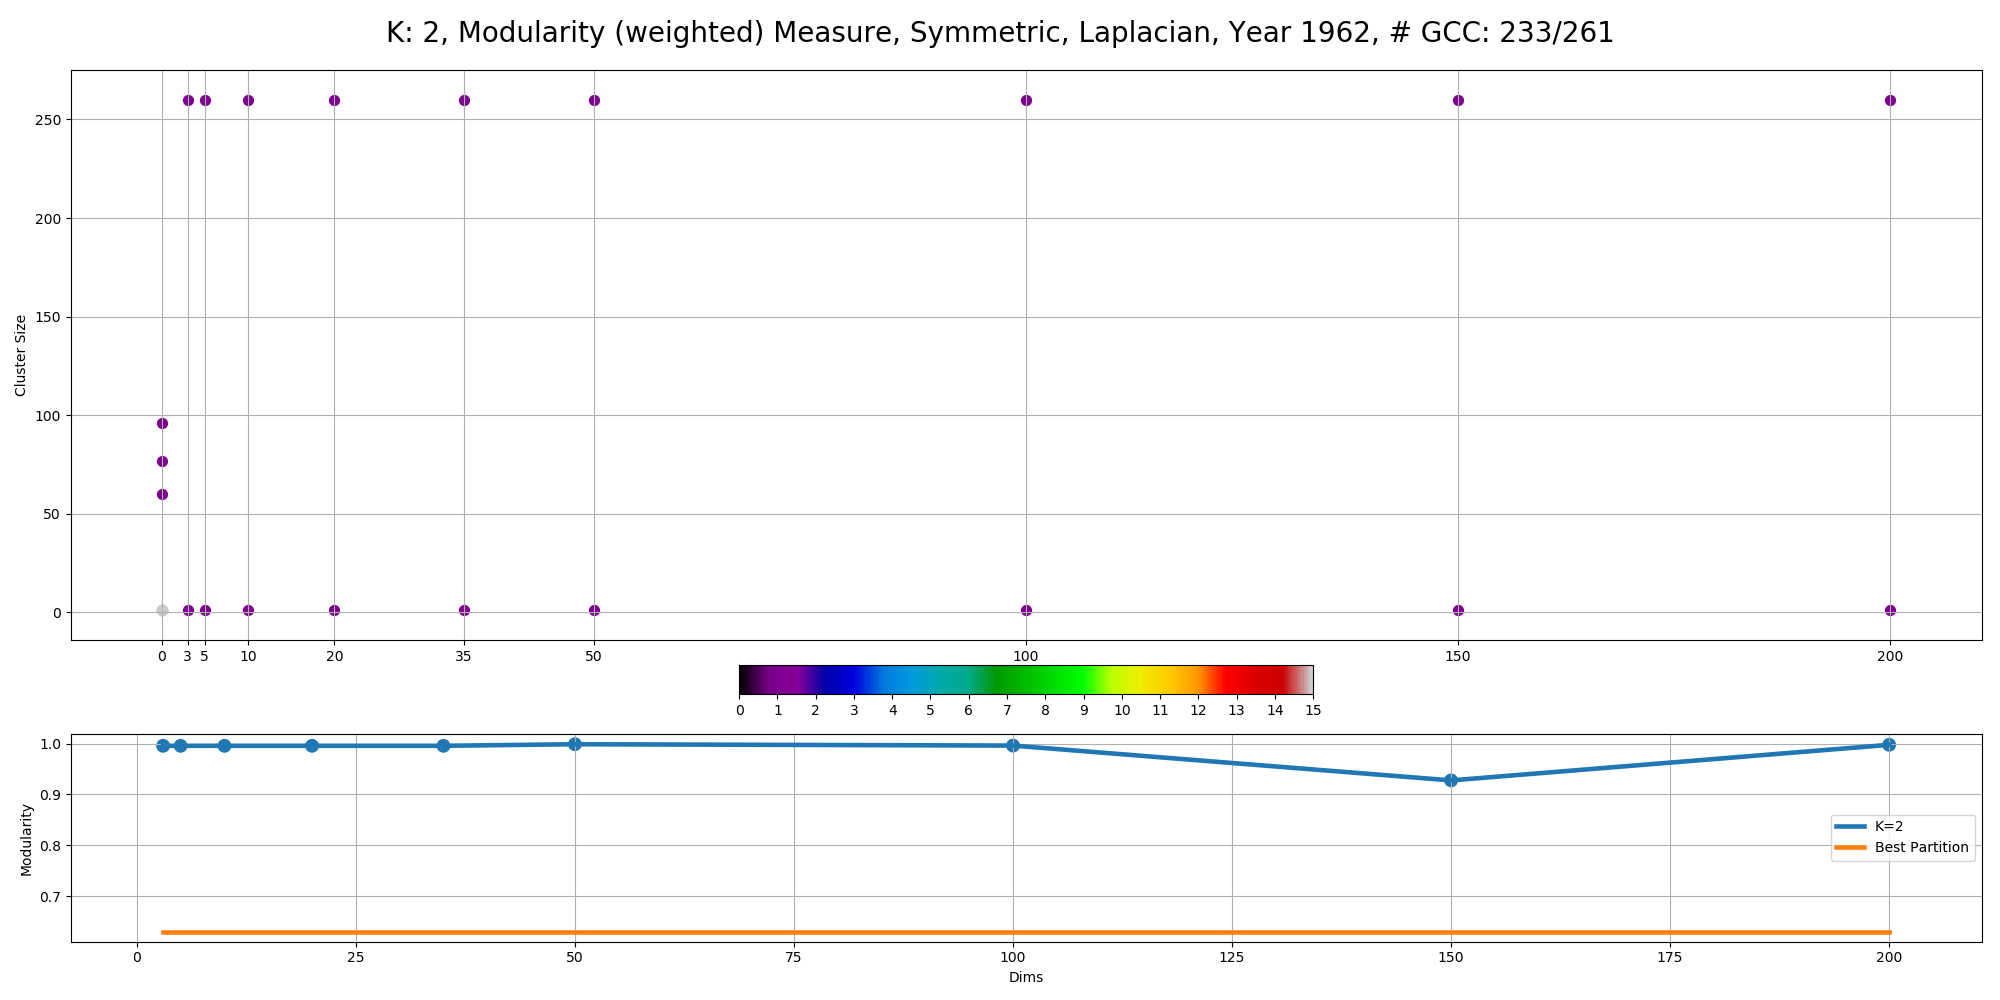 K: 2, Modularity (weighted) Measure, Symmetric, Laplacian, Year 1962, # GCC: 233/261
Cluster Size
250
200
150
100
50
0
0 3 5 10 20 35 50 100 150 200
0 1 2 3 4 5 6 7 8 9 10 11 12 13 14 15
Modularity
1.0
0.9
0.8
0.7
K=2
Best Partition
0 25 50 75 100 125 150 175 200
Dims